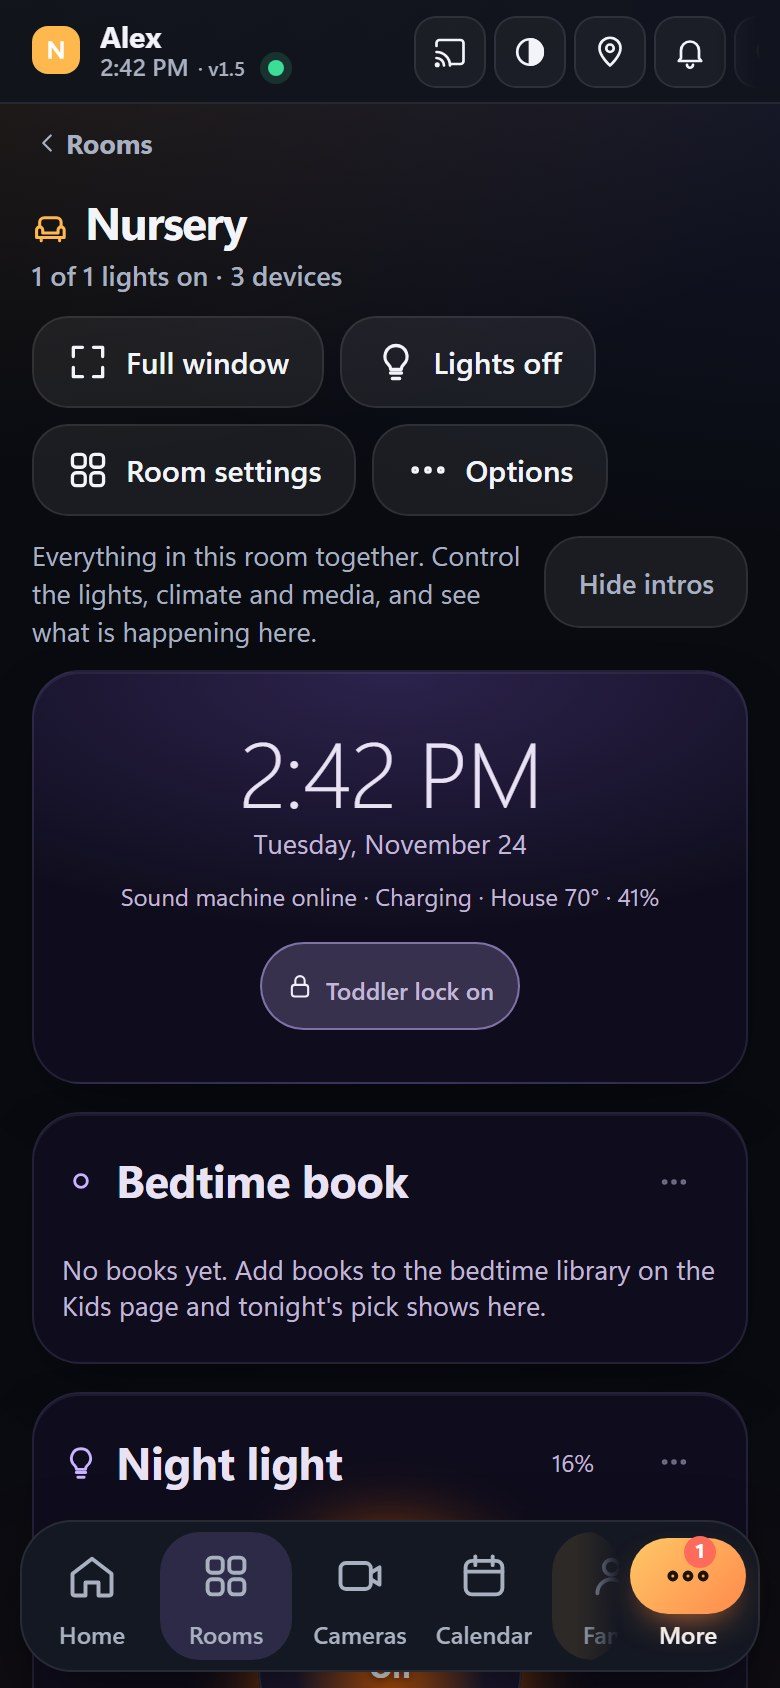 N
Alex
2:42 PM · v1.5
Rooms
Nursery
1 of 1 lights on · 3 devices
Full window
Lights off
Room settings
Options
Everything in this room together. Control
the lights, climate and media, and see
what is happening here.
Hide intros
2:42 PM
Tuesday, November 24
Sound machine online · Charging · House 70° · 41%
Toddler lock on
Bedtime book
No books yet. Add books to the bedtime library on the
Kids page and tonight's pick shows here.
Night light
16%
1
Home
Rooms
Cameras
Calendar
More